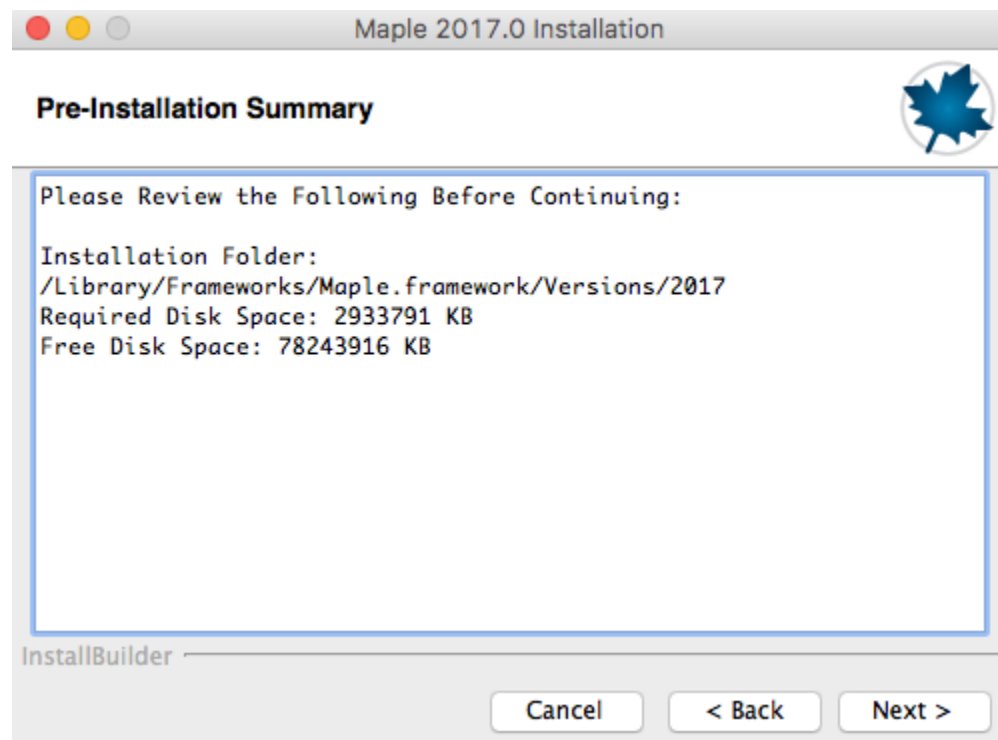 Maple 2017.0 Installation
Pre-Installation Summary
Please Review the Following Before Continuing:
Installation Folder:
/Library/Frameworks/Maple.framework/Versions/2017
Required Disk Space: 2933791 KB
Free Disk Space: 78243916 KB
InstallBuilder
Cancel < Back Next >